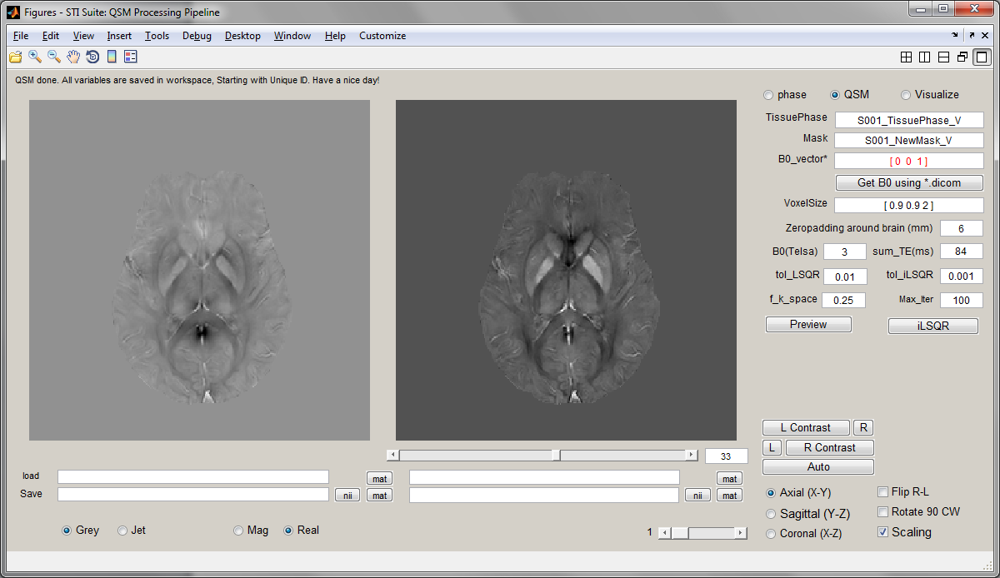 Figures - STI Suite: QSM Processing Pipeline
File Edit View Insert Tools Debug Desktop Window Help Customize
QSM done. All variables are saved in workspace, Starting with Unique ID. Have a nice day!
phase QSM Visualize
TissuePhase S001_TissuePhase_V
Mask S001_NewMask_V
B0_vector* [ 0 0 1 ]
Get B0 using *.dicom
VoxelSize [ 0.9 0.9 2 ]
Zeropadding around brain (mm) 6
B0(Telsa) 3 sum_TE(ms) 84
tol_LSQR 0.01 tol_iLSQR 0.001
f_k_space 0.25 Max_Iter 100
Preview iLSQR
L Contrast R
L R Contrast
33
Auto
load mat mat
Save nii mat nii mat
Axial (X-Y) Flip R-L
Sagittal (Y-Z) Rotate 90 CW
Grey Jet Mag Real 1
Coronal (X-Z) Scaling